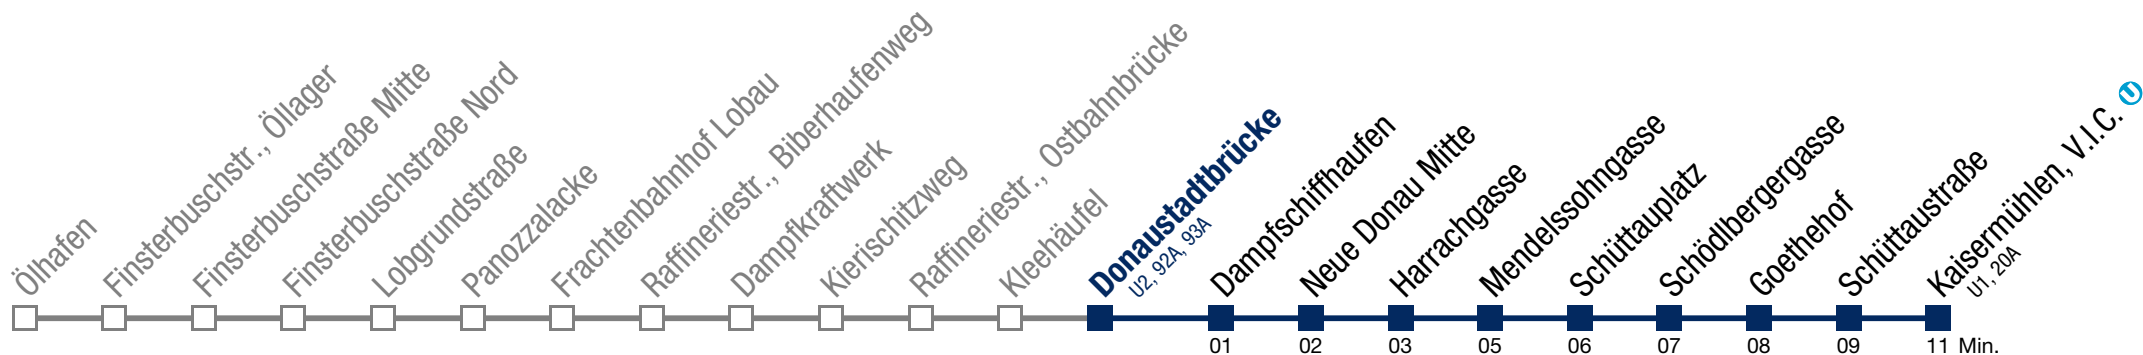 Ölhafen
Finsterbuschstr., Öllager
Finsterbuschstraße Mitte
Finsterbuschstraße Nord
Lobgrundstraße
Panozzalacke
Frachtenbahnhof Lobau
Raffineriestr., Biberhaufenweg
Dampfkraftwerk
Kierischitzweg
Raffineriestr., Ostbahnbrücke
Kleehäufel
Donaustadtbrücke
U2, 92A, 93A
Dampfschiffhaufen
Neue Donau Mitte
Harrachgasse
Mendelssohngasse
Schüttauplatz
Schödlbergergasse
Goethehof
Schüttaustraße
Kaisermühlen, V.I.C.
U1, 20A
01 02 03 05 06 07 08 09 11 Min.